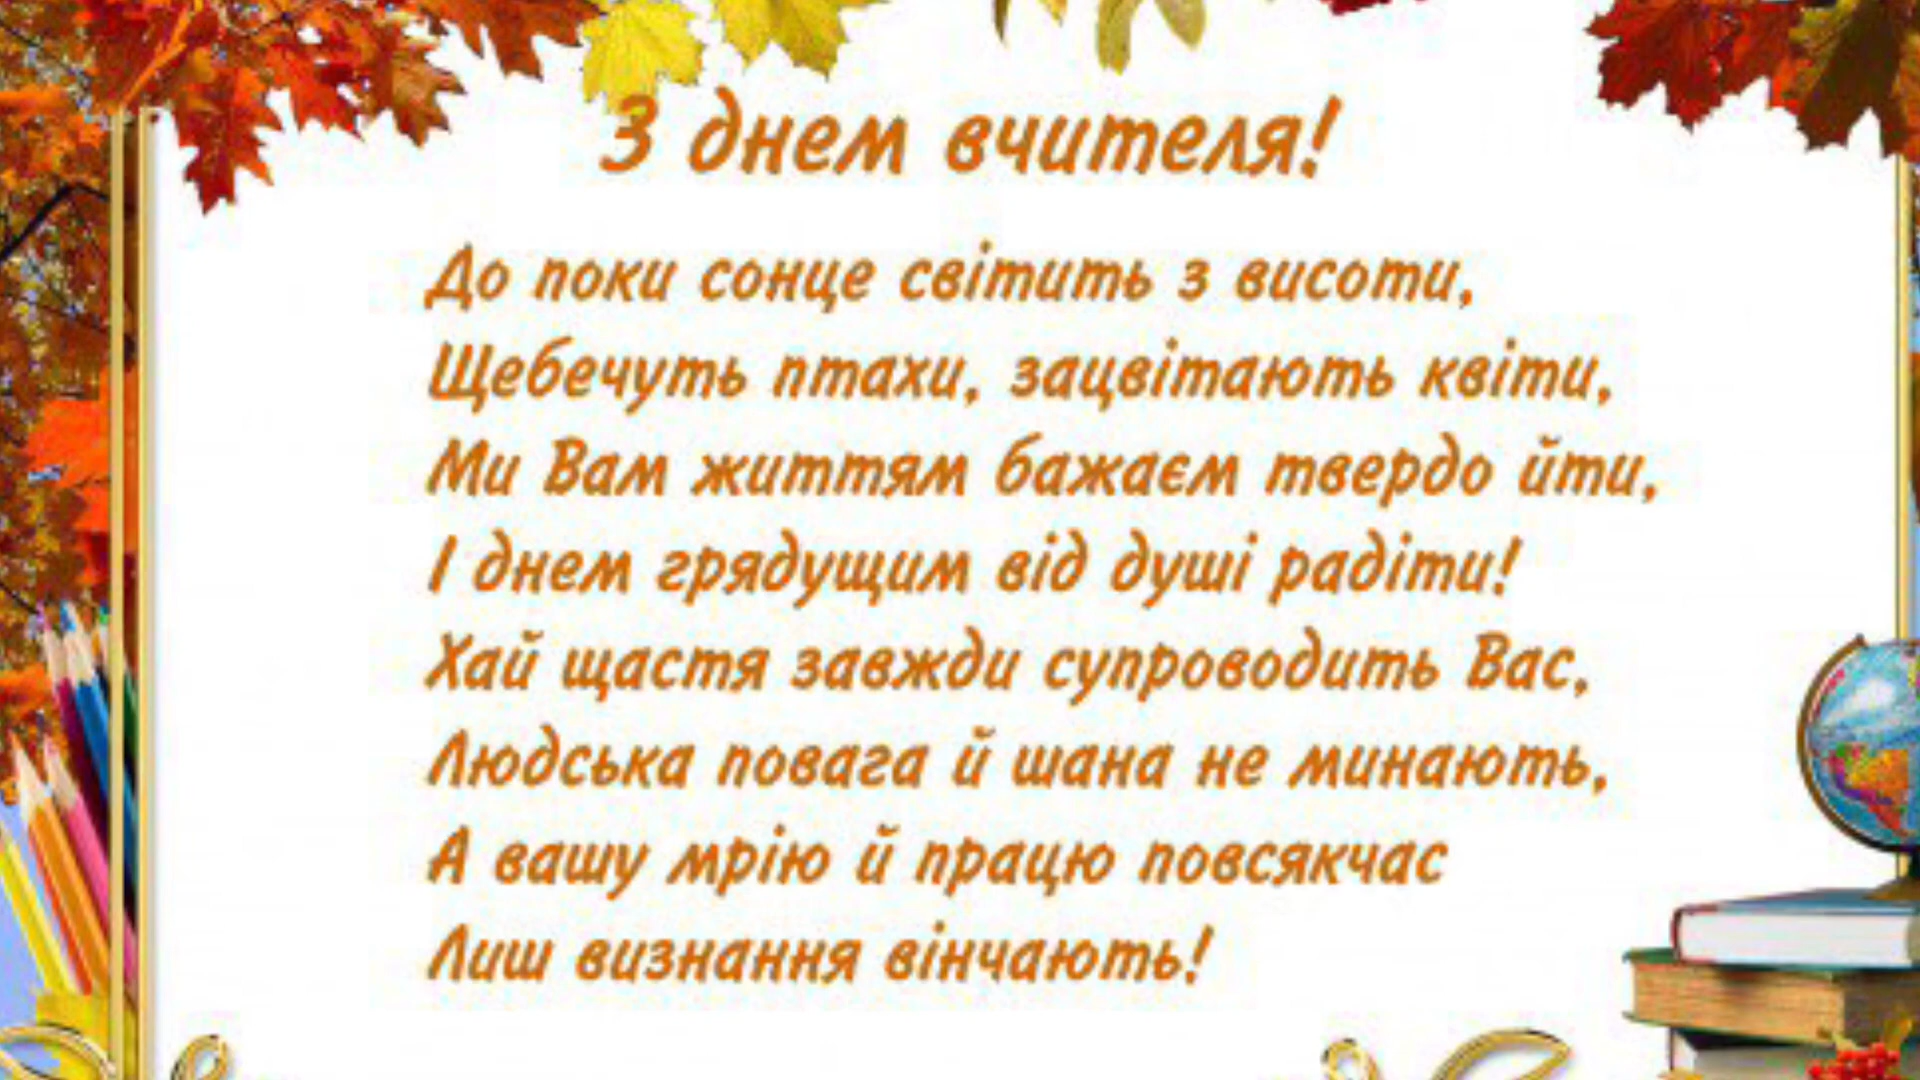 З днем вчителя!
До поки сонце світить з висоти,
Щебечуть птахи, зацвітають квіти,
Ми Вам життям бажаєм твердо йти,
І днем грядущим від душі радіти!
Хай щастя завжди супроводить Вас,
Людська повага й шана не минають,
А вашу мрію й працю повсякчас
Лиш визнання вінчають!